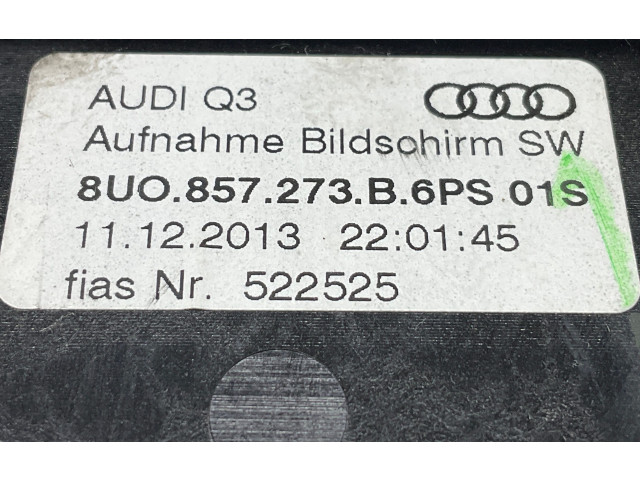 AUDI Q3
Aufnahme Bildschirm SW
8UO.857.273.B.6PS 01S
11.12.2013 22:01:45
fias Nr. 522525